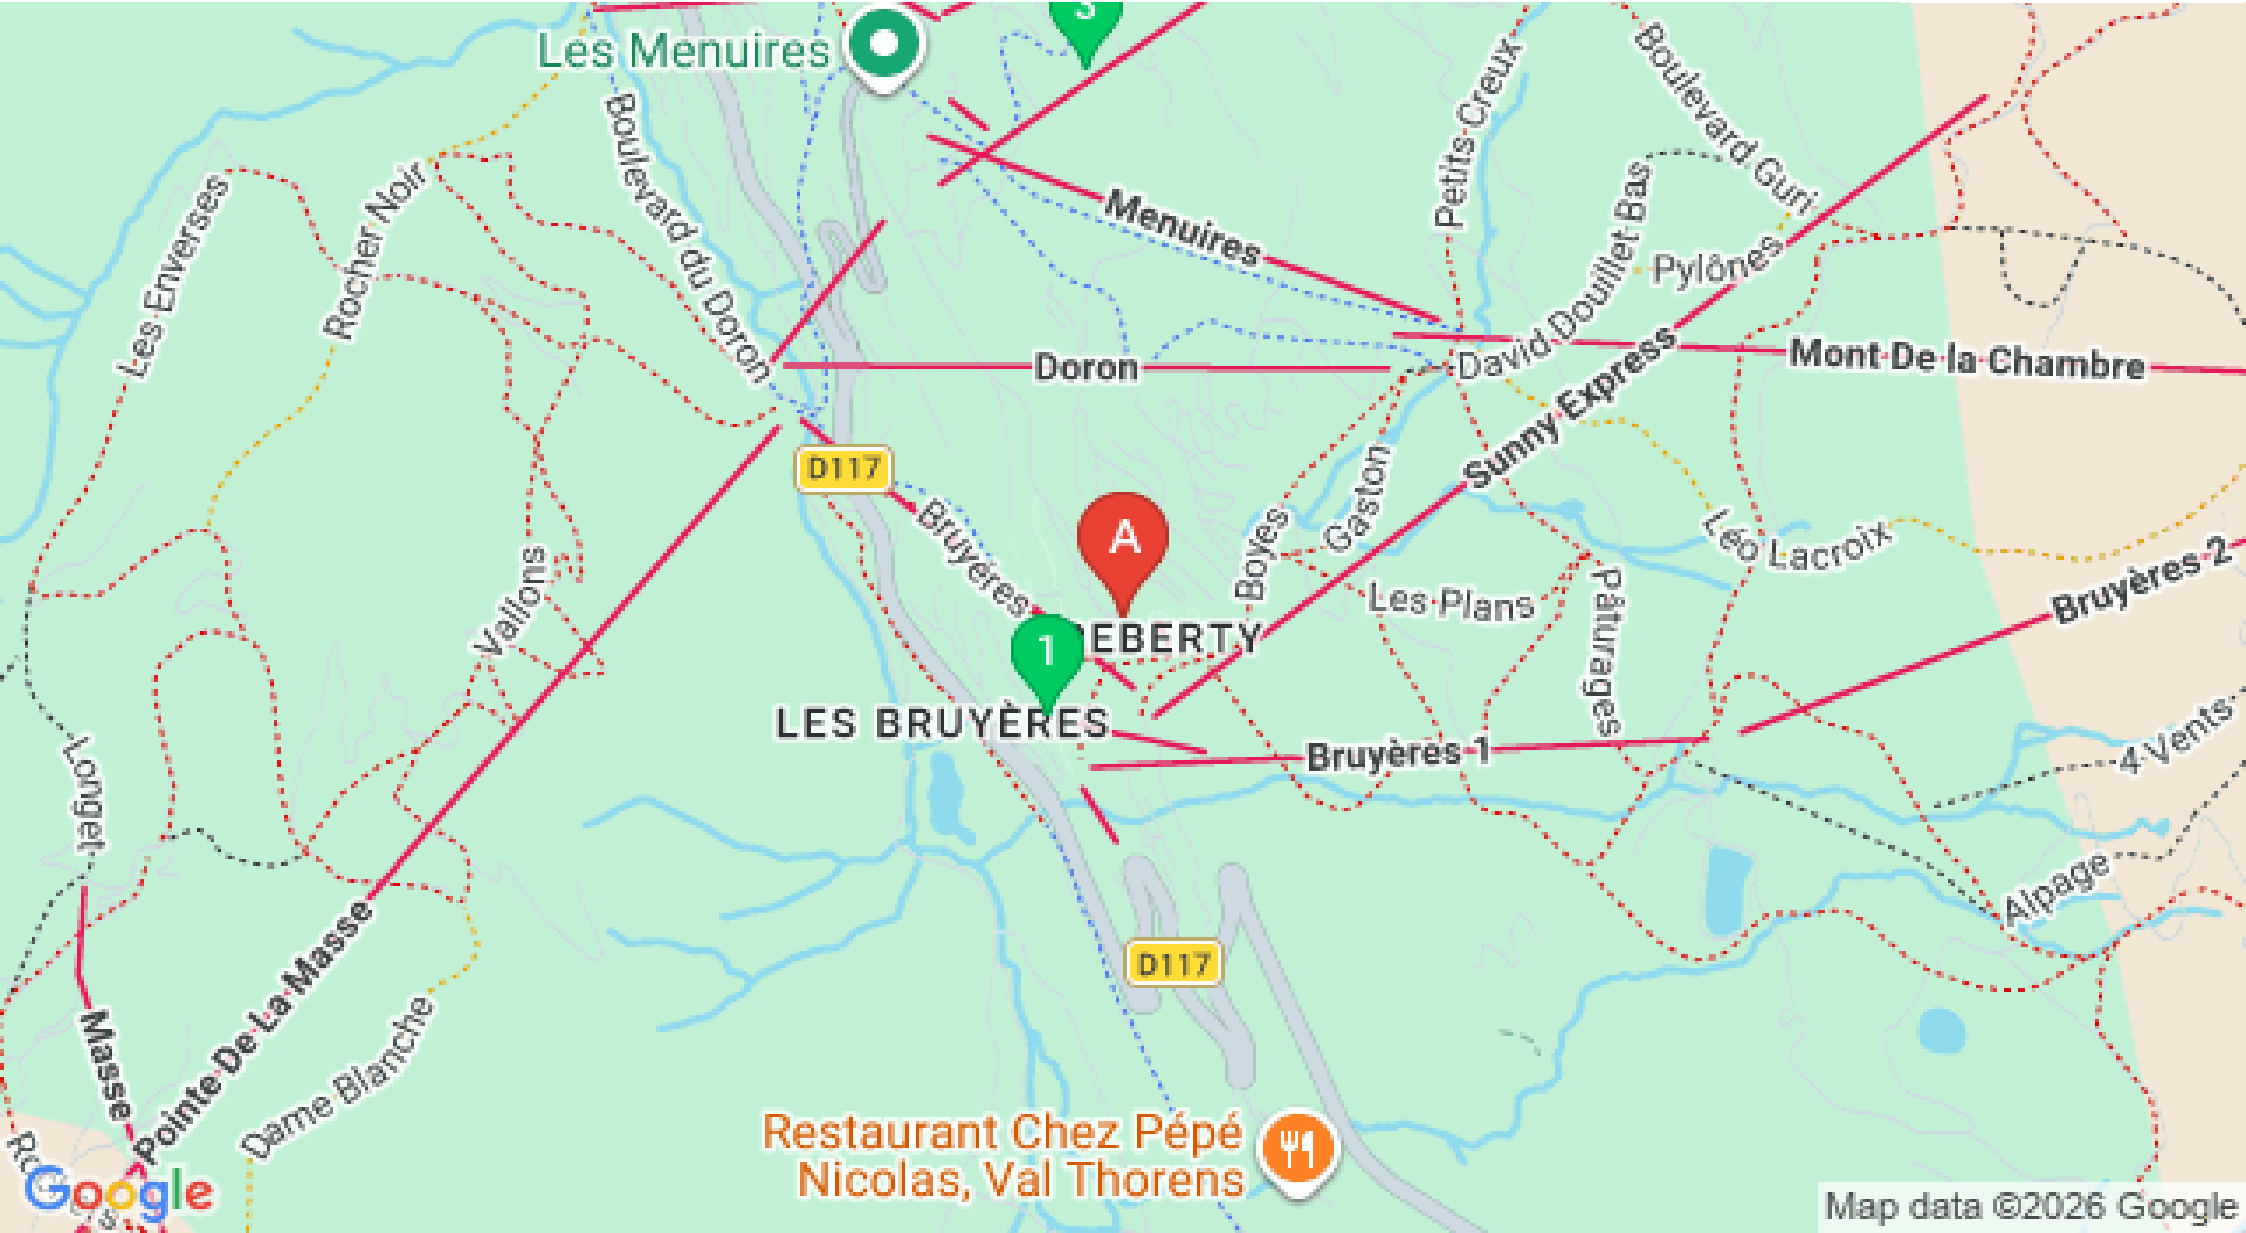 3
Les Menuires
Boulevard du Doron
Petits Creux
Boulevard Guri
Les Enverses
Rocher Noir
Menuires
David Douillet Bas
Pylônes
Doron
Mont De la Chambre
Sunny Express
D117
Bruyères
A
Boyes
Gaston
Léo Lacroix
Les Plans
Pâturages
Bruyères 2
Vallons
1
REBERTY
LES BRUYÈRES
Bruyères 1
4 Vents
Longet
Alpage
D117
Masse
Pointe De La Masse
Dame Blanche
Restaurant Chez Pépé
Nicolas, Val Thorens
Google
Map data ©2026 Google